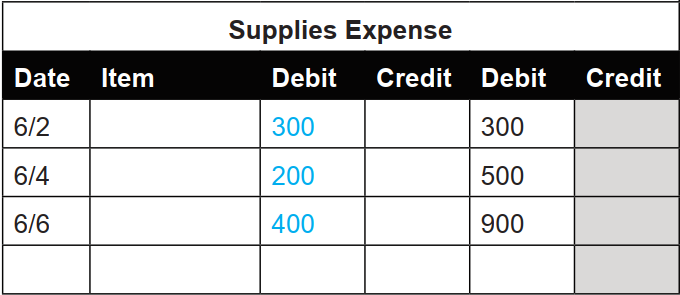 Supplies Expense
Date Item Debit Credit Debit Credit
6/2 300 300
6/4 200 500
6/6 400 900